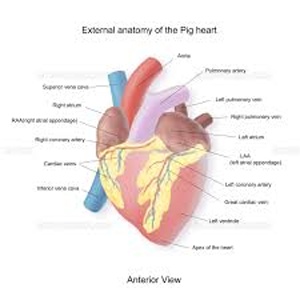 External anatomy of the Pig heart
Aorta
Pulmonary artery
Superior vena cava
Left pulmonary vein
Right atrium
Right pulmonary vein
RAA(right atrial appendage)
Right coronary artery
Left atrium
LAA
(left atrial appendage)
Cardiac veins
Left coronary artery
Inferior vena cava
Great cardiac vein
Left ventricle
Apex of the heart
Anterior View